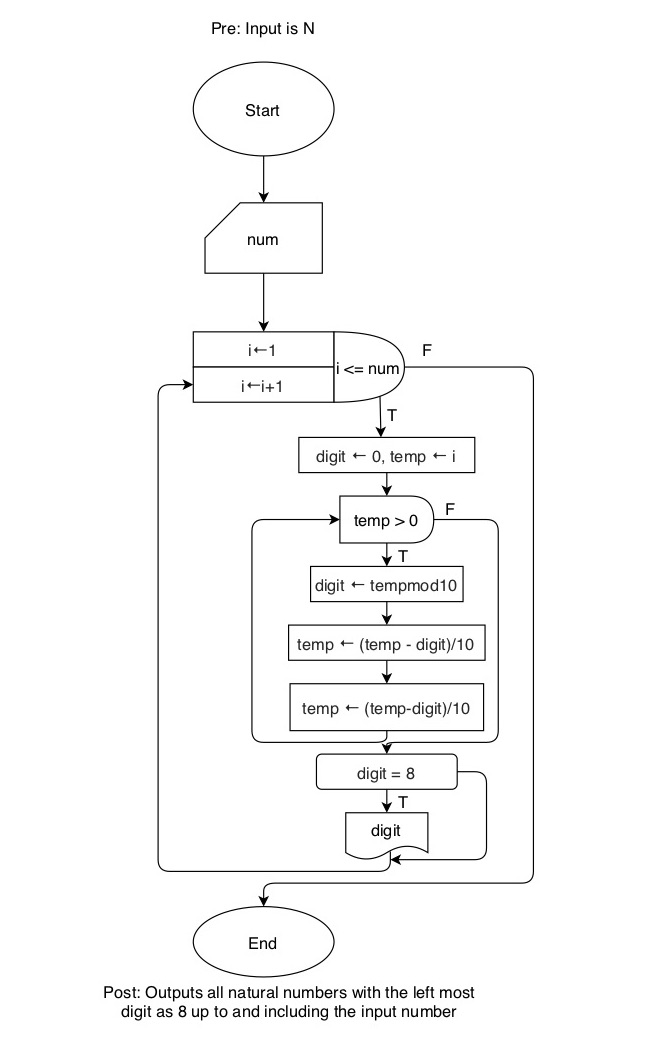 Pre: Input is N
Start
num
i←1
i←i+1
i <= num
F
T
digit ← 0, temp ← i
temp > 0
F
T
digit ← tempmod10
temp ← (temp - digit)/10
temp ← (temp-digit)/10
digit = 8
T
digit
End
Post: Outputs all natural numbers with the left most
digit as 8 up to and including the input number